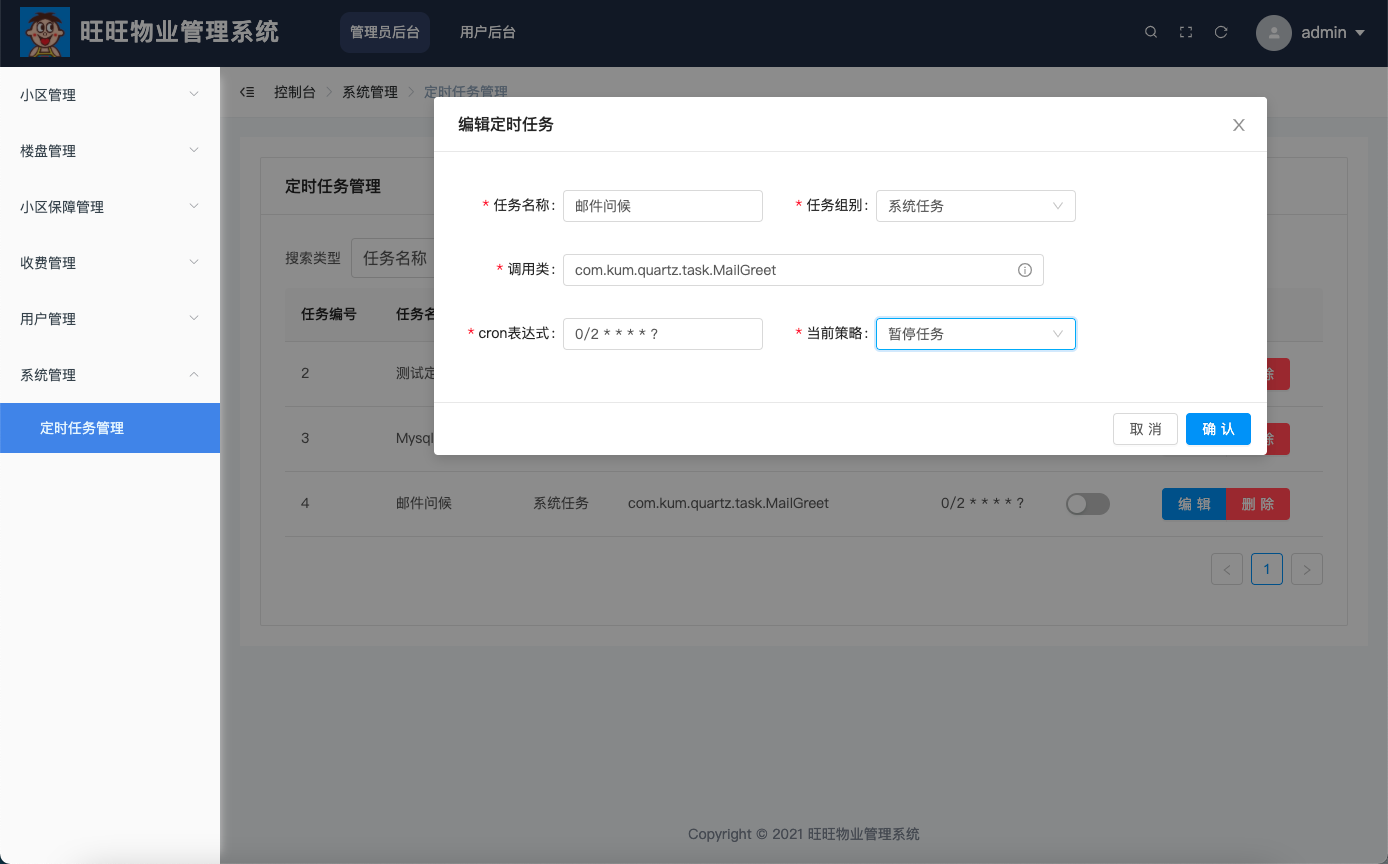 旺旺物业管理系统
管理员后台 用户后台
admin
小区管理
楼盘管理
小区保障管理
收费管理
用户管理
系统管理
定时任务管理
控制台 系统管理 定时任务管理
定时任务管理
搜索类型 任务名称
任务编号
2
3 Mysql
4 邮件问候 系统任务 com.kum.quartz.task.MailGreet 0/2 * * * * ? 编 辑 删 除
1
编辑定时任务
* 任务名称: 邮件问候 * 任务组别: 系统任务
* 调用类: com.kum.quartz.task.MailGreet
* cron表达式: 0/2 * * * * ? * 当前策略: 暂停任务
取 消 确 认
Copyright © 2021 旺旺物业管理系统